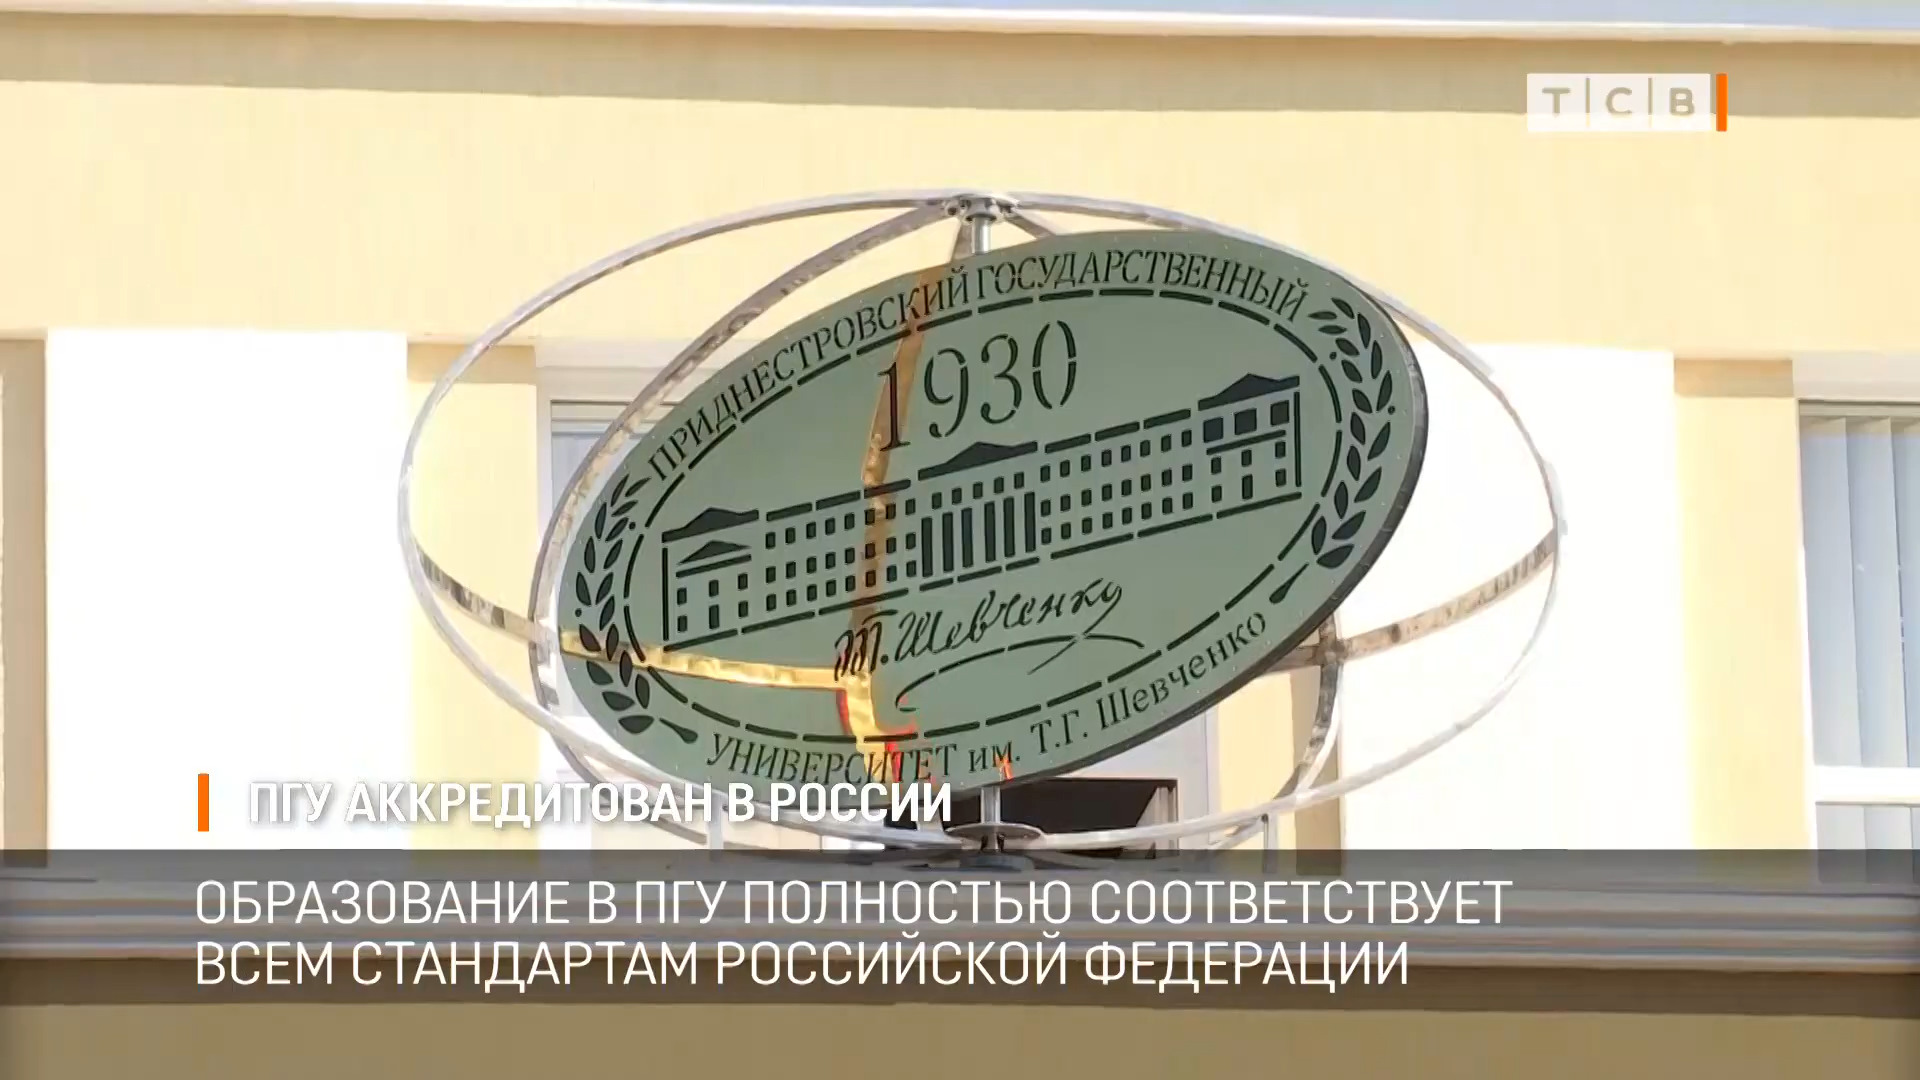 ТСВ
ПРИДНЕСТРОВСКИЙ ГОСУДАРСТВЕННЫЙ
1930
Т. Шевченко
УНИВЕРСИТЕТ им. Т.Г. Шевченко
ПГУ АККРЕДИТОВАН В РОССИИ
ОБРАЗОВАНИЕ В ПГУ ПОЛНОСТЬЮ СООТВЕТСТВУЕТ
ВСЕМ СТАНДАРТАМ РОССИЙСКОЙ ФЕДЕРАЦИИ